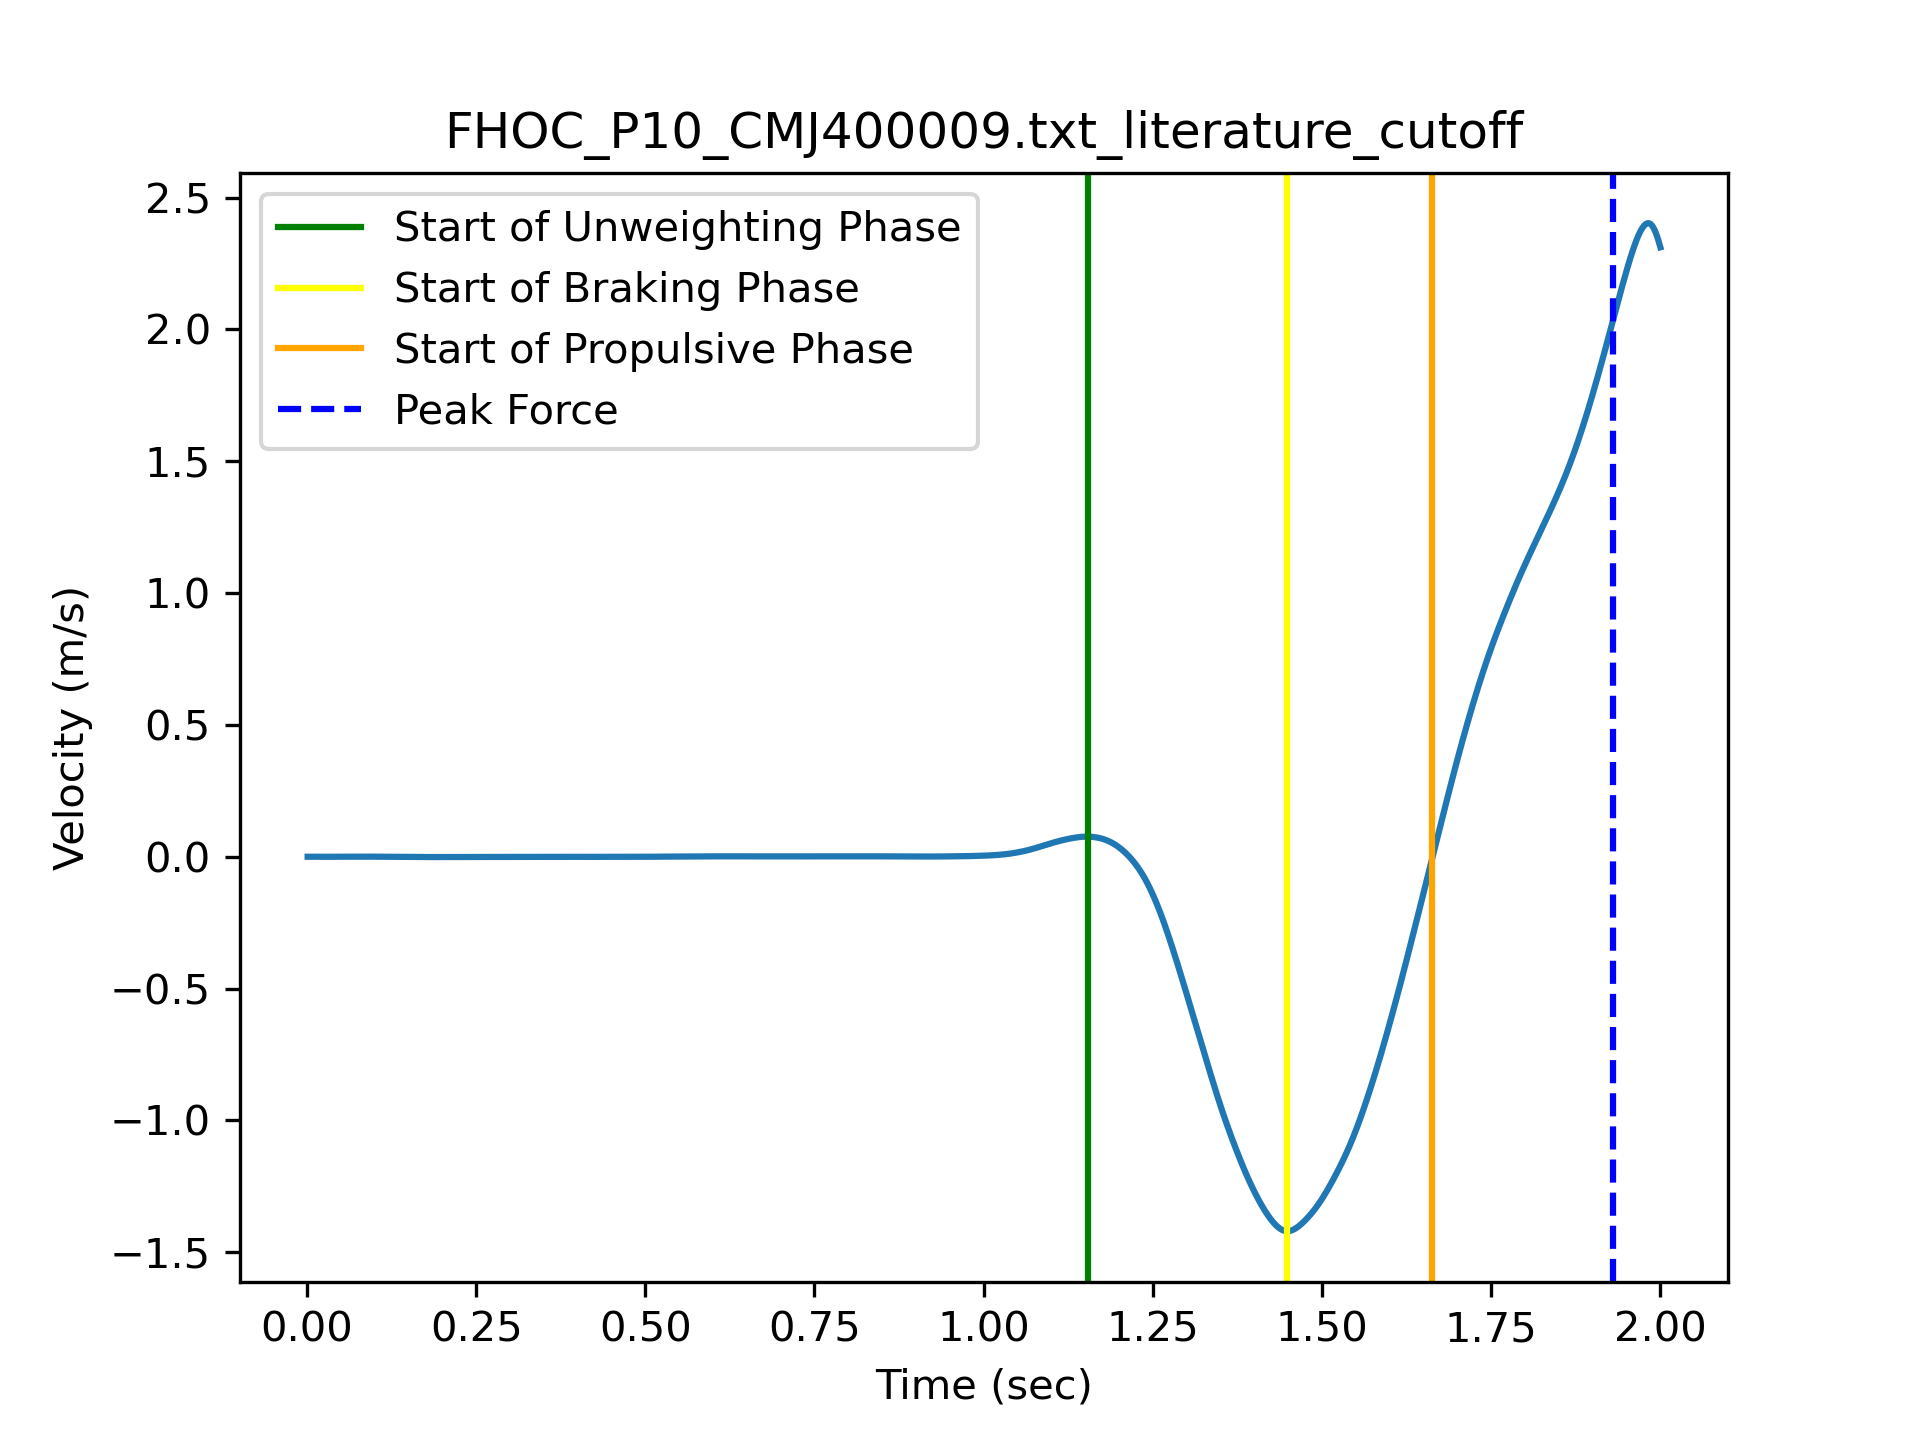 FHOC_P10_CMJ400009.txt_literature_cutoff
Start of Unweighting Phase
Start of Braking Phase
Start of Propulsive Phase
Peak Force
2.5
2.0
1.5
1.0
0.5
0.0
−0.5
−1.0
−1.5
Velocity (m/s)
0.00 0.25 0.50 0.75 1.00 1.25 1.50 1.75 2.00
Time (sec)